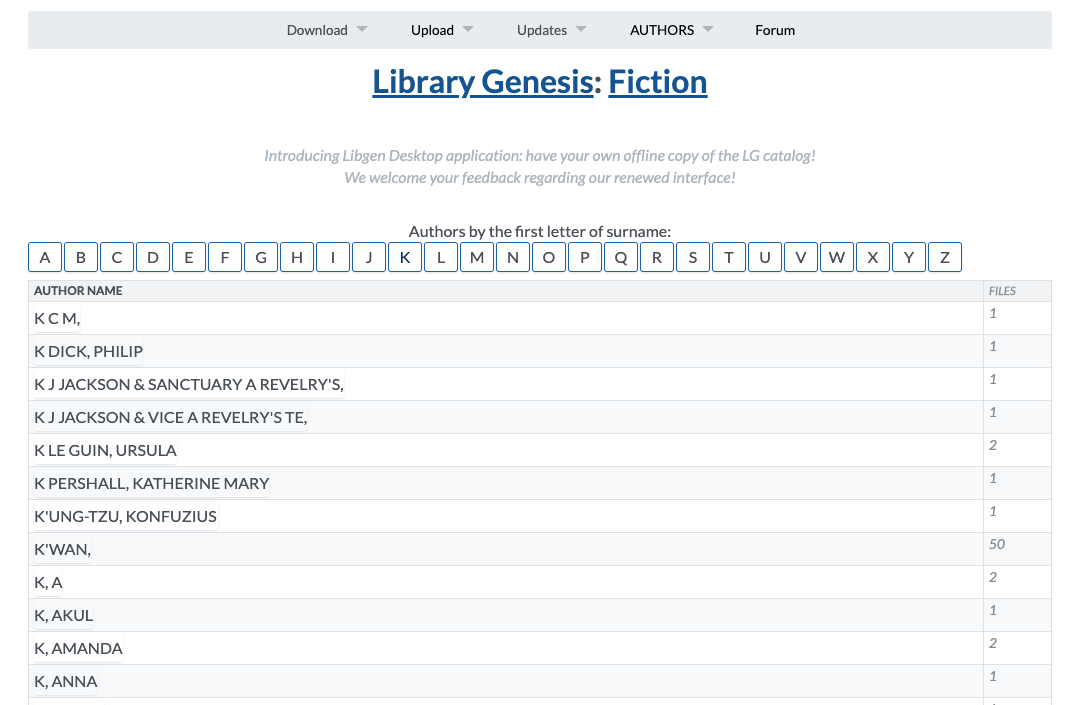 Download Upload Updates AUTHORS Forum
Library Genesis: Fiction
Introducing Libgen Desktop application: have your own offline copy of the LG catalog!
We welcome your feedback regarding our renewed interface!
Authors by the first letter of surname:
A B C D E F G H I J K L M N O P Q R S T U V W X Y Z
AUTHOR NAME FILES
K C M, 1
K DICK, PHILIP 1
K J JACKSON & SANCTUARY A REVELRY'S, 1
K J JACKSON & VICE A REVELRY'S TE, 1
K LE GUIN, URSULA 2
K PERSHALL, KATHERINE MARY 1
K'UNG-TZU, KONFUZIUS 1
K'WAN, 50
K, A 2
K, AKUL 1
K, AMANDA 2
K, ANNA 1